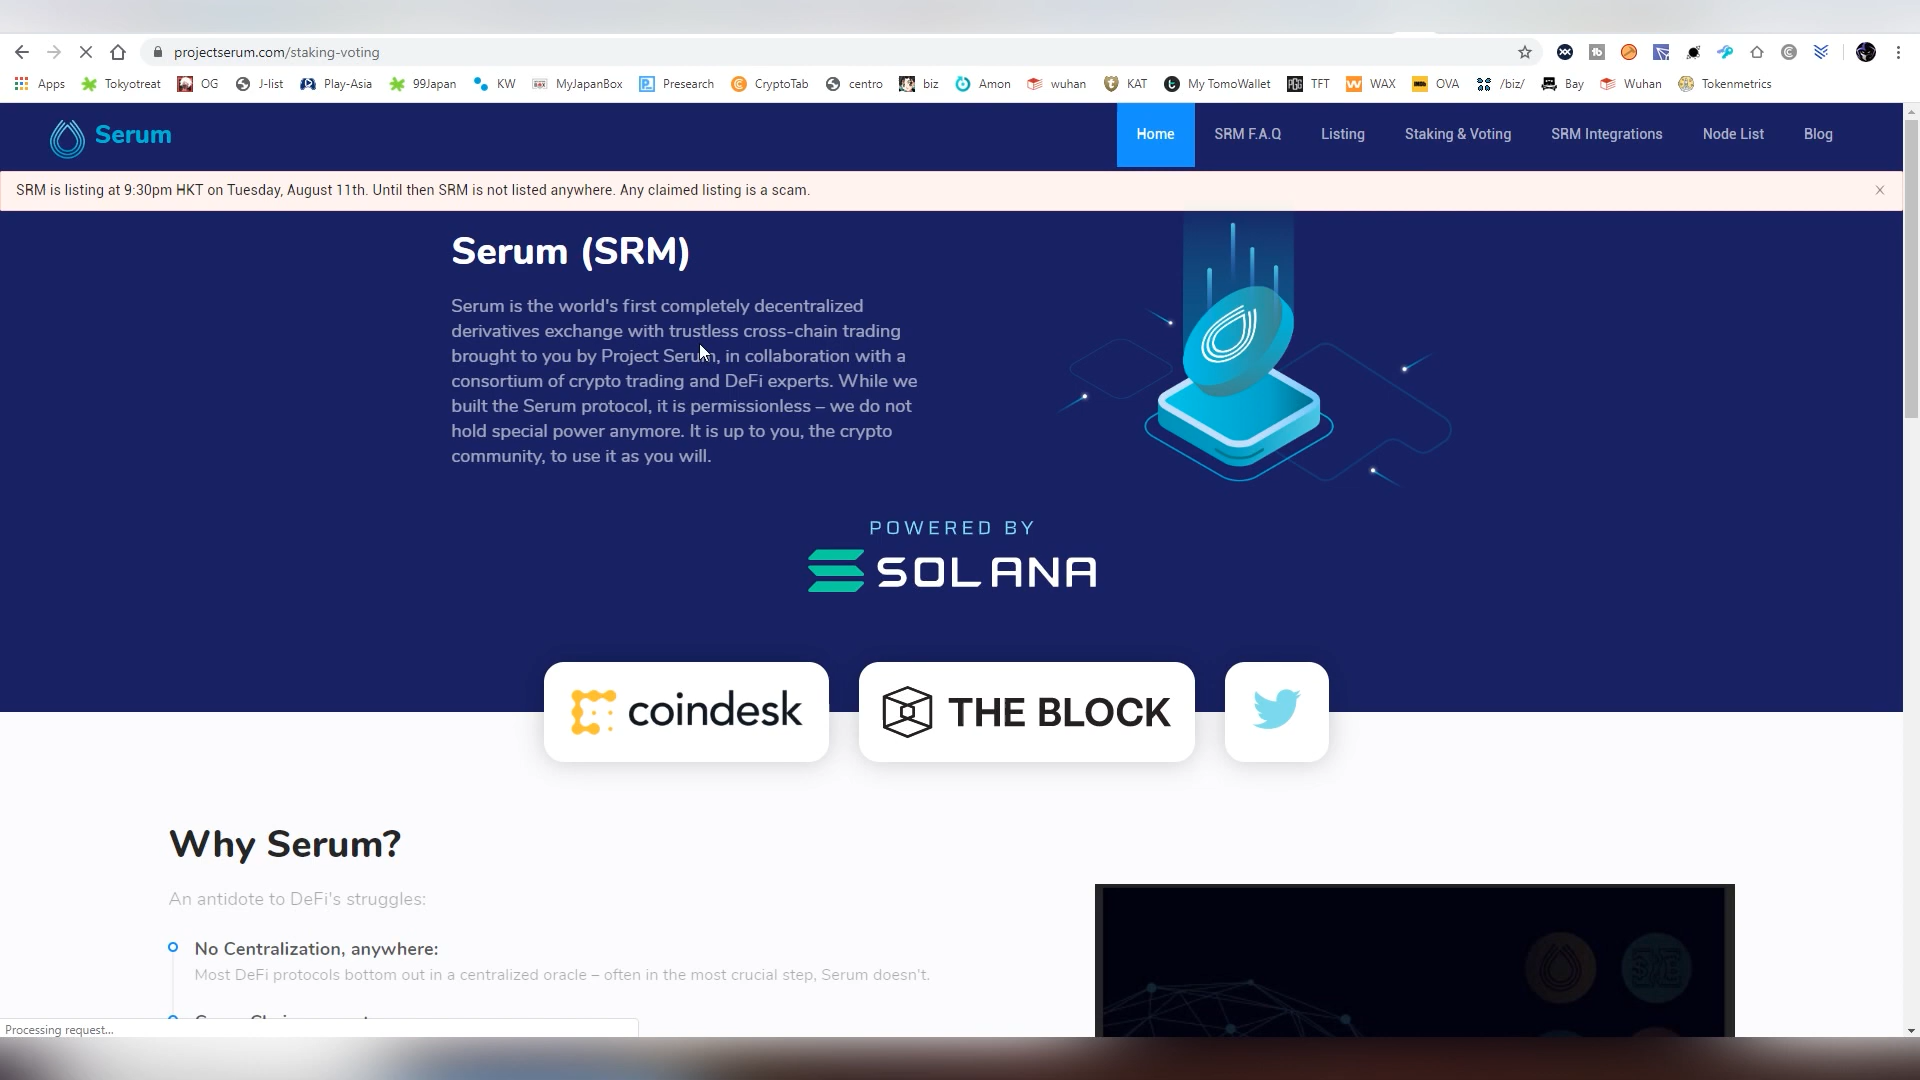 projectserum.com/staking-voting
Apps Tokyotreat OG J-list Play-Asia 99Japan KW MyJapanBox Presearch CryptoTab centro biz Amon wuhan KAT My TomoWallet TFT WAX OVA /biz/ Bay Wuhan Tokenmetrics
Serum
Home SRM F.A.Q Listing Staking & Voting SRM Integrations Node List Blog
SRM is listing at 9:30pm HKT on Tuesday, August 11th. Until then SRM is not listed anywhere. Any claimed listing is a scam.
Serum (SRM)
Serum is the world's first completely decentralized
derivatives exchange with trustless cross-chain trading
brought to you by Project Serum, in collaboration with a
consortium of crypto trading and DeFi experts. While we
built the Serum protocol, it is permissionless – we do not
hold special power anymore. It is up to you, the crypto
community, to use it as you will.
POWERED BY
SOLANA
coindesk THE BLOCK
Why Serum?
An antidote to DeFi's struggles:
No Centralization, anywhere:
Most DeFi protocols bottom out in a centralized oracle – often in the most crucial step, Serum doesn't.
Processing request...